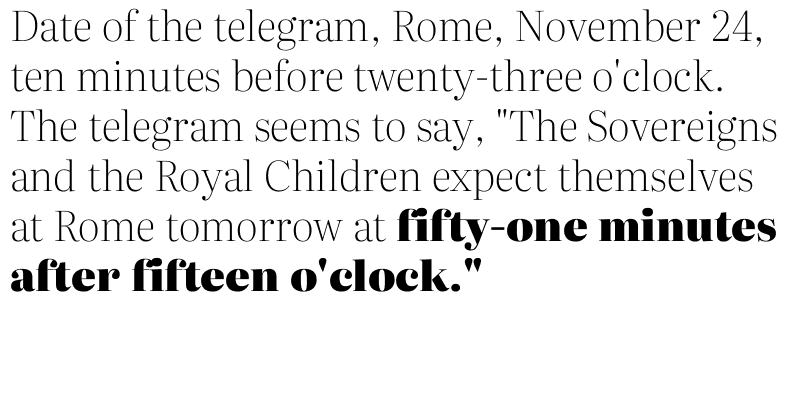 Date of the telegram, Rome, November 24,
ten minutes before twenty-three o'clock.
The telegram seems to say, "The Sovereigns
and the Royal Children expect themselves
at Rome tomorrow at fifty-one minutes
after fifteen o'clock."